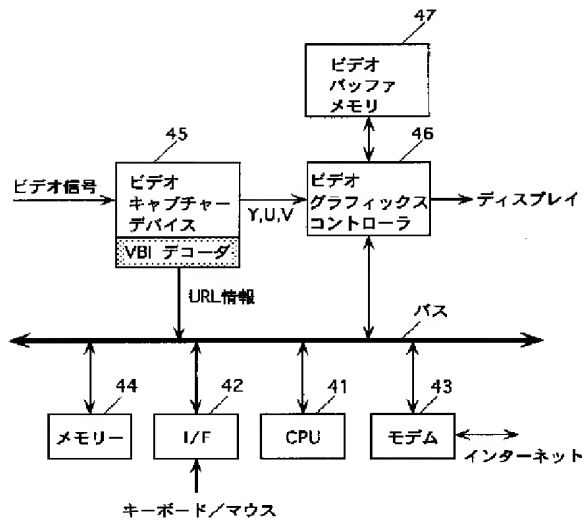 47
ビデオ
バッファ
メモリ
45
46
ビデオ信号
ビデオ
キャプチャー
デバイス
VBI デコーダ
Y,U,V
ビデオ
グラフィックス
コントローラ
ディスプレイ
URL情報
バス
44
42
41
43
メモリー
I/F
CPU
モデム
インターネット
キーボード/マウス